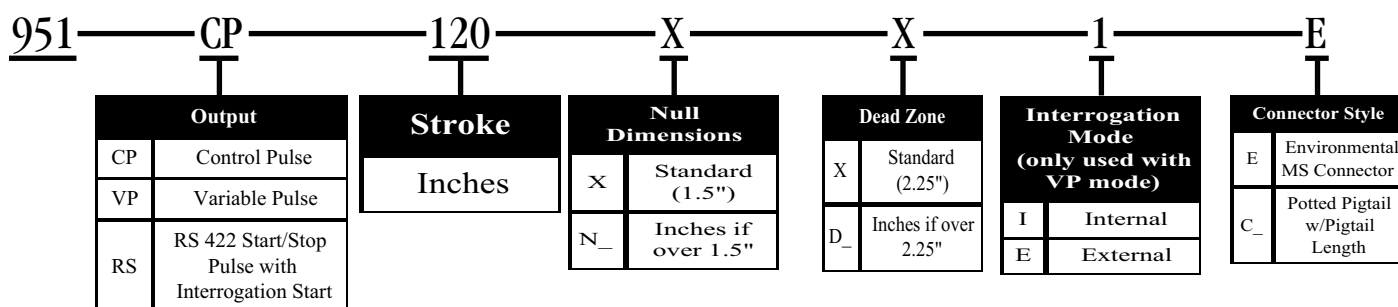 951 CP 120 X X 1 E
Output
CP Control Pulse
VP Variable Pulse
RS RS 422 Start/Stop
Pulse with
Interrogation Start
Stroke
Inches
Null
Dimensions
X Standard
(1.5")
N_ Inches if
over 1.5"
Dead Zone
X Standard
(2.25")
D_ Inches if over
2.25"
Interrogation
Mode
(only used with
VP mode)
I Internal
E External
Connector Style
E Environmental
MS Connector
C_ Potted Pigtail
w/Pigtail
Length